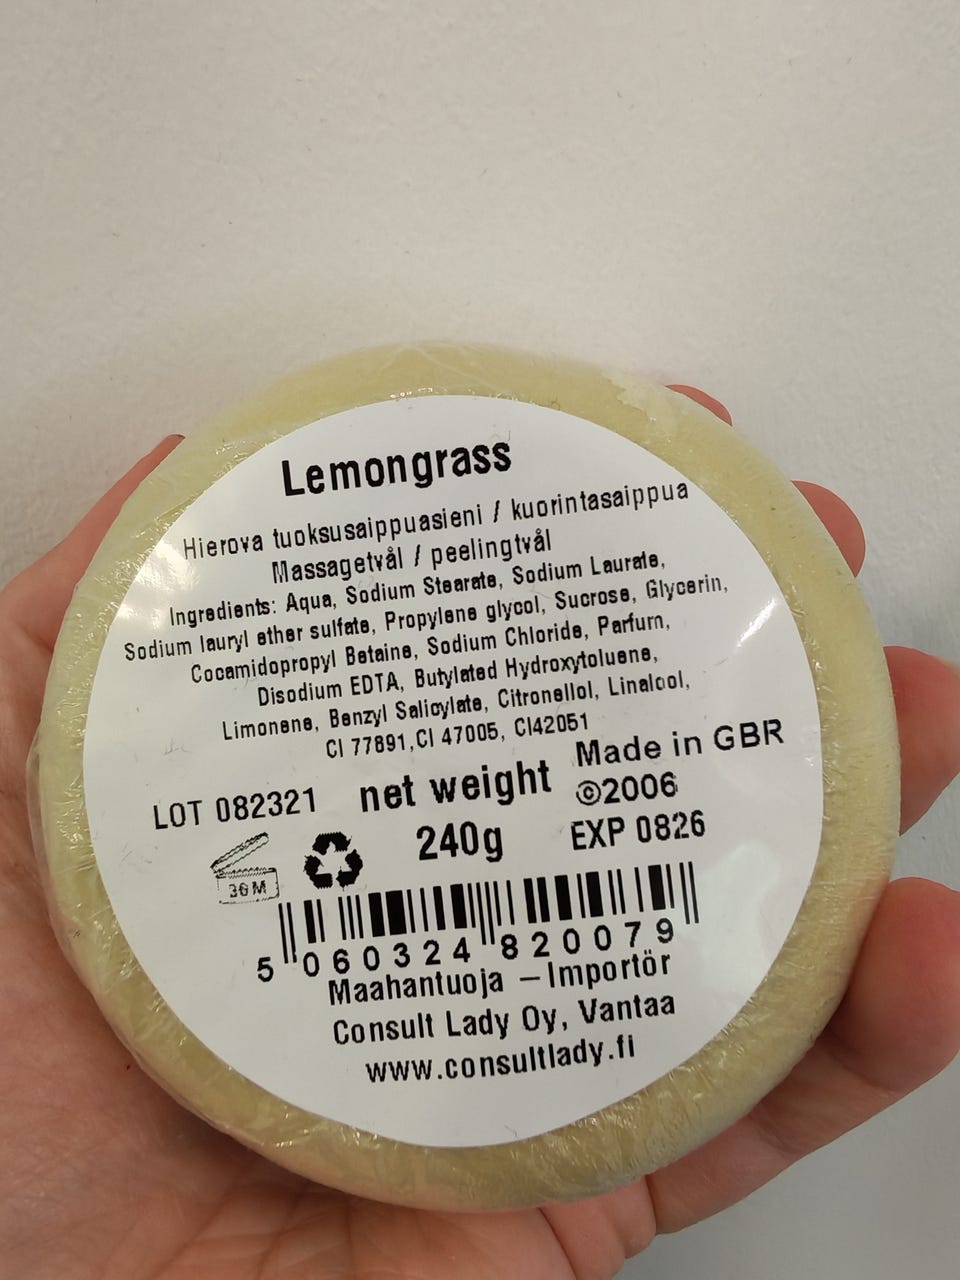 Lemongrass
Hierova tuoksusaippuasieni / kuorintasaippua
Massagetvål / peelingtvål
Ingredients: Aqua, Sodium Stearate, Sodium Laurate,
Sodium lauryl ether sulfate, Propylene glycol, Sucrose, Glycerin,
Cocamidopropyl Betaine, Sodium Chloride, Parfum,
Disodium EDTA, Butylated Hydroxytoluene,
Limonene, Benzyl Salicylate, Citronellol, Linalool,
CI 77891,CI 47005, CI42051
Made in GBR
LOT 082321 net weight ©2006
240g EXP 0826
36M
5 060324 820079
Maahantuoja – Importör
Consult Lady Oy, Vantaa
www.consultlady.fi